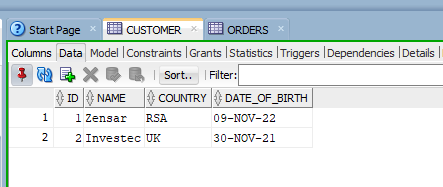 Start Page CUSTOMER ORDERS
Columns Data Model Constraints Grants Statistics Triggers Dependencies Details
Sort.. Filter:
ID NAME COUNTRY DATE_OF_BIRTH
1 1 Zensar RSA 09-NOV-22
2 2 Investec UK 30-NOV-21